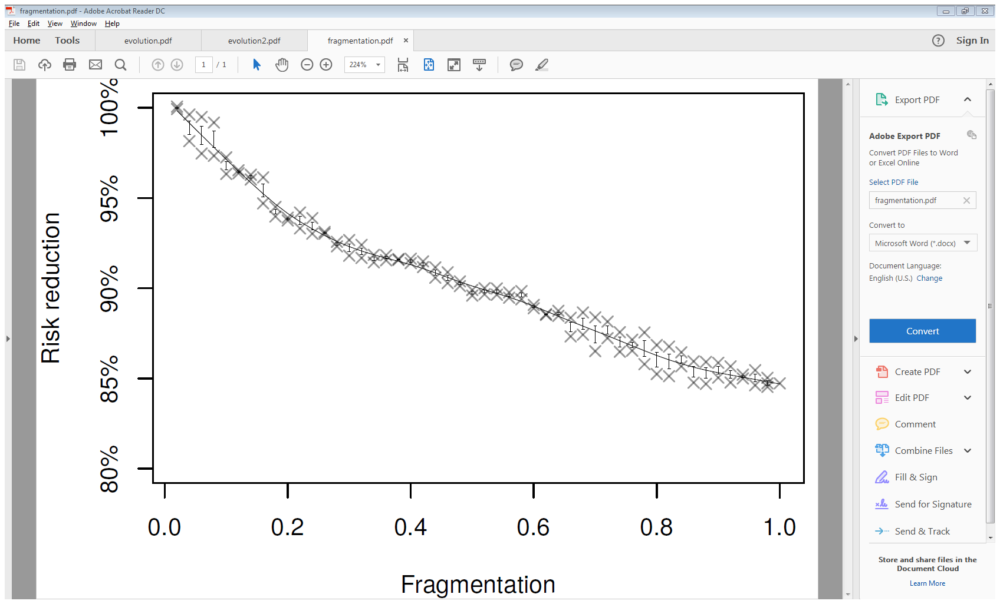 fragmentation.pdf - Adobe Acrobat Reader DC
File Edit View Window Help
Home Tools evolution.pdf evolution2.pdf fragmentation.pdf × Sign In
1 / 1 224%
100%
95%
90%
85%
80%
Risk reduction
0.0 0.2 0.4 0.6 0.8 1.0
Fragmentation
Export PDF
Adobe Export PDF
Convert PDF Files to Word
or Excel Online
Select PDF File
fragmentation.pdf
Convert to
Microsoft Word (*.docx)
Document Language:
English (U.S.) Change
Convert
Create PDF
Edit PDF
Comment
Combine Files
Fill & Sign
Send for Signature
Send & Track
Store and share files in the
Document Cloud
Learn More